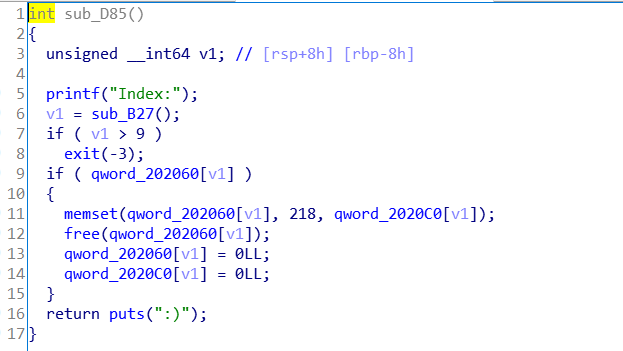 1 int sub_D85()
2 {
3   unsigned __int64 v1; // [rsp+8h] [rbp-8h]
4
5   printf("Index:");
6   v1 = sub_B27();
7   if ( v1 > 9 )
8     exit(-3);
9   if ( qword_202060[v1] )
10   {
11     memset(qword_202060[v1], 218, qword_2020C0[v1]);
12     free(qword_202060[v1]);
13     qword_202060[v1] = 0LL;
14     qword_2020C0[v1] = 0LL;
15   }
16   return puts(":)");
17 }